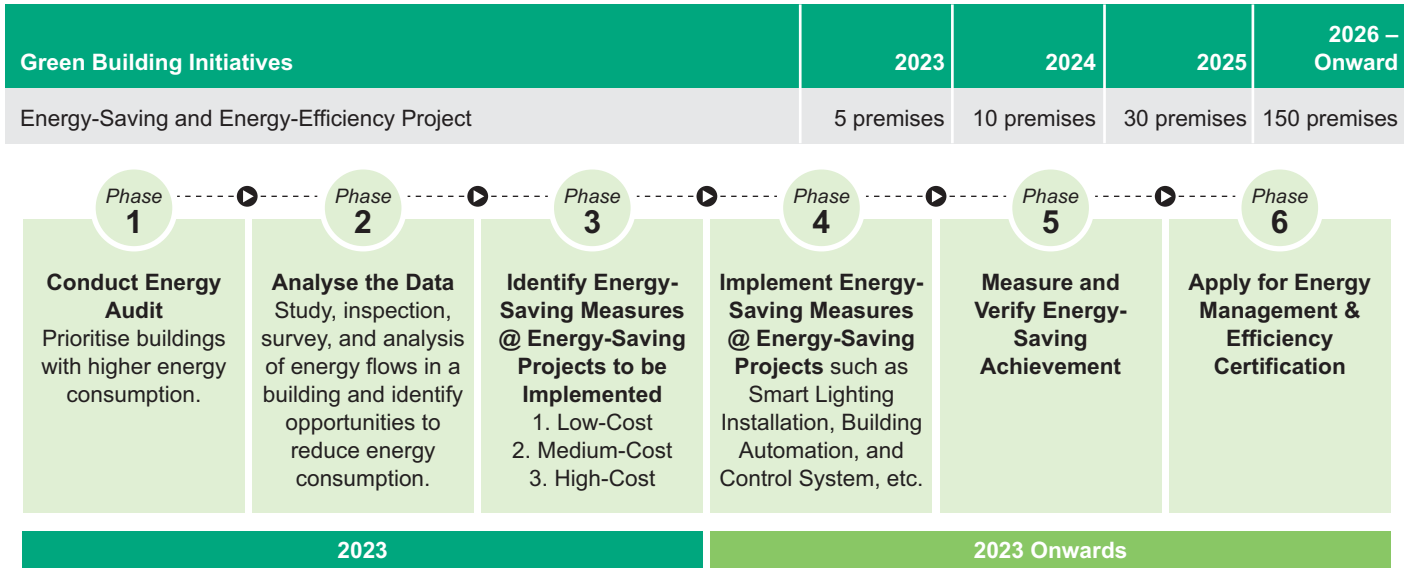 Green Building Initiatives 2023 2024 2025 2026 – Onward
Energy-Saving and Energy-Efficiency Project 5 premises 10 premises 30 premises 150 premises
Phase
1
Conduct Energy
Audit
Prioritise buildings
with higher energy
consumption.
Phase
2
Analyse the Data
Study, inspection,
survey, and analysis
of energy flows in a
building and identify
opportunities to
reduce energy
consumption.
Phase
3
Identify Energy-
Saving Measures
@ Energy-Saving
Projects to be
Implemented
1. Low-Cost
2. Medium-Cost
3. High-Cost
Phase
4
Implement Energy-
Saving Measures
@ Energy-Saving
Projects such as
Smart Lighting
Installation, Building
Automation, and
Control System, etc.
Phase
5
Measure and
Verify Energy-
Saving
Achievement
Phase
6
Apply for Energy
Management &
Efficiency
Certification
2023
2023 Onwards